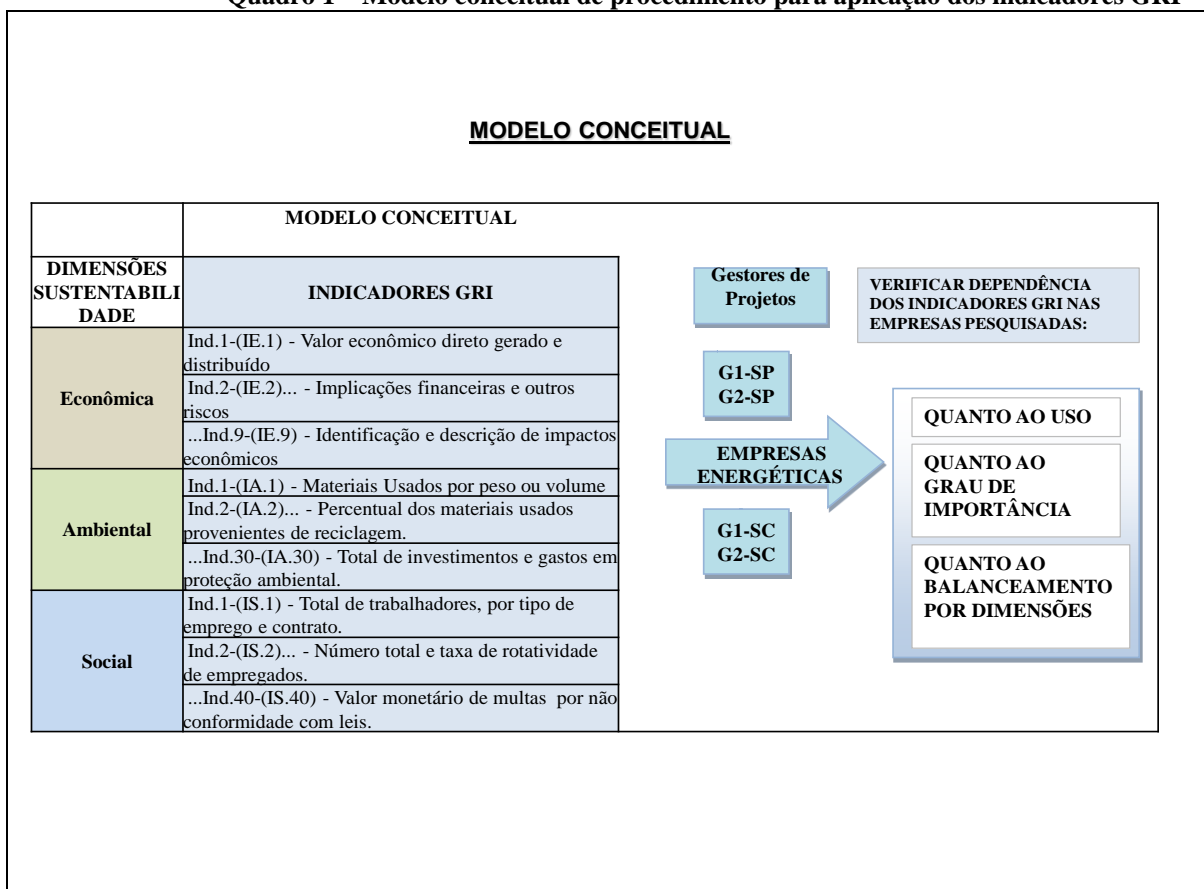 Quadro 1 – Modelo conceitual de procedimento para aplicação dos indicadores GRI
MODELO CONCEITUAL
MODELO CONCEITUAL
DIMENSÕES
SUSTENTABILI
DADE
INDICADORES GRI
Econômica
Ind.1-(IE.1) - Valor econômico direto gerado e
distribuído
Ind.2-(IE.2)... - Implicações financeiras e outros
riscos
...Ind.9-(IE.9) - Identificação e descrição de impactos
econômicos
Ambiental
Ind.1-(IA.1) - Materiais Usados por peso ou volume
Ind.2-(IA.2)... - Percentual dos materiais usados
provenientes de reciclagem.
...Ind.30-(IA.30) - Total de investimentos e gastos em
proteção ambiental.
Social
Ind.1-(IS.1) - Total de trabalhadores, por tipo de
emprego e contrato.
Ind.2-(IS.2)... - Número total e taxa de rotatividade
de empregados.
...Ind.40-(IS.40) - Valor monetário de multas por não
conformidade com leis.
Gestores de
Projetos
G1-SP
G2-SP
EMPRESAS
ENERGÉTICAS
G1-SC
G2-SC
VERIFICAR DEPENDÊNCIA
DOS INDICADORES GRI NAS
EMPRESAS PESQUISADAS:
QUANTO AO USO
QUANTO AO
GRAU DE
IMPORTÂNCIA
QUANTO AO
BALANCEAMENTO
POR DIMENSÕES